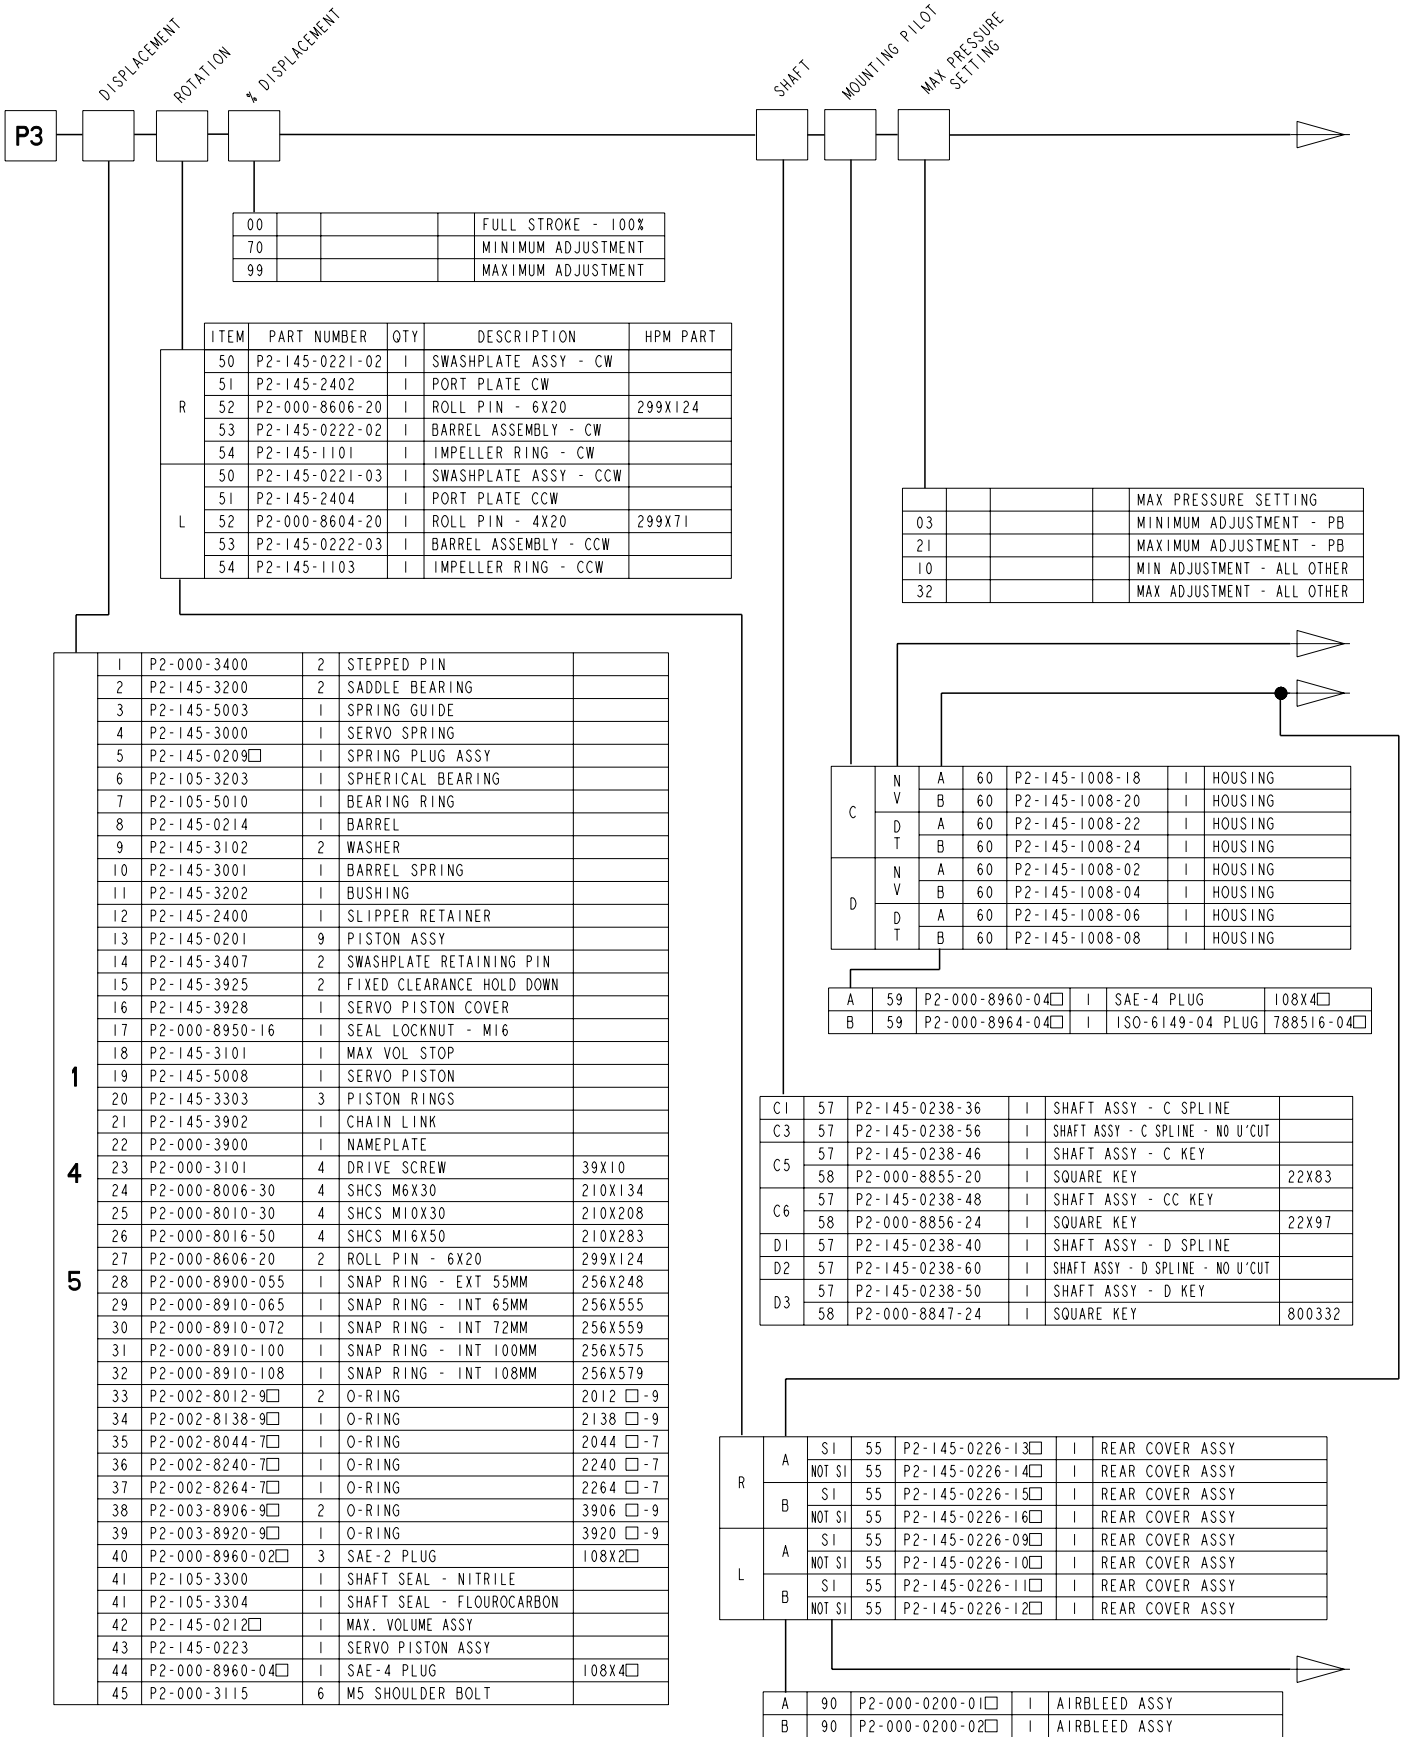 DISPLACEMENT
ROTATION
% DISPLACEMENT
SHAFT
MOUNTING PILOT
MAX PRESSURE
SETTING
P3
00 FULL STROKE - 100%
70 MINIMUM ADJUSTMENT
99 MAXIMUM ADJUSTMENT
ITEM PART NUMBER QTY DESCRIPTION HPM PART
R
50 P2-145-0221-02 1 SWASHPLATE ASSY - CW
51 P2-145-2402 1 PORT PLATE CW
52 P2-000-8606-20 1 ROLL PIN - 6X20 299X124
53 P2-145-0222-02 1 BARREL ASSEMBLY - CW
54 P2-145-1101 1 IMPELLER RING - CW
L
50 P2-145-0221-03 1 SWASHPLATE ASSY - CCW
51 P2-145-2404 1 PORT PLATE CCW
52 P2-000-8604-20 1 ROLL PIN - 4X20 299X71
53 P2-145-0222-03 1 BARREL ASSEMBLY - CCW
54 P2-145-1103 1 IMPELLER RING - CCW
MAX PRESSURE SETTING
03 MINIMUM ADJUSTMENT - PB
21 MAXIMUM ADJUSTMENT - PB
10 MIN ADJUSTMENT - ALL OTHER
32 MAX ADJUSTMENT - ALL OTHER
1
4
5
1 P2-000-3400 2 STEPPED PIN
2 P2-145-3200 2 SADDLE BEARING
3 P2-145-5003 1 SPRING GUIDE
4 P2-145-3000 1 SERVO SPRING
5 P2-145-0209□ 1 SPRING PLUG ASSY
6 P2-105-3203 1 SPHERICAL BEARING
7 P2-105-5010 1 BEARING RING
8 P2-145-0214 1 BARREL
9 P2-145-3102 2 WASHER
10 P2-145-3001 1 BARREL SPRING
11 P2-145-3202 1 BUSHING
12 P2-145-2400 1 SLIPPER RETAINER
13 P2-145-0201 9 PISTON ASSY
14 P2-145-3407 2 SWASHPLATE RETAINING PIN
15 P2-145-3925 2 FIXED CLEARANCE HOLD DOWN
16 P2-145-3928 1 SERVO PISTON COVER
17 P2-000-8950-16 1 SEAL LOCKNUT - M16
18 P2-145-3101 1 MAX VOL STOP
19 P2-145-5008 1 SERVO PISTON
20 P2-145-3303 3 PISTON RINGS
21 P2-145-3902 1 CHAIN LINK
22 P2-000-3900 1 NAMEPLATE
23 P2-000-3101 4 DRIVE SCREW 39X10
24 P2-000-8006-30 4 SHCS M6X30 210X134
25 P2-000-8010-30 4 SHCS M10X30 210X208
26 P2-000-8016-50 4 SHCS M16X50 210X283
27 P2-000-8606-20 2 ROLL PIN - 6X20 299X124
28 P2-000-8900-055 1 SNAP RING - EXT 55MM 256X248
29 P2-000-8910-065 1 SNAP RING - INT 65MM 256X555
30 P2-000-8910-072 1 SNAP RING - INT 72MM 256X559
31 P2-000-8910-100 1 SNAP RING - INT 100MM 256X575
32 P2-000-8910-108 1 SNAP RING - INT 108MM 256X579
33 P2-002-8012-9□ 2 O-RING 2012 □-9
34 P2-002-8138-9□ 1 O-RING 2138 □-9
35 P2-002-8044-7□ 1 O-RING 2044 □-7
36 P2-002-8240-7□ 1 O-RING 2240 □-7
37 P2-002-8264-7□ 1 O-RING 2264 □-7
38 P2-003-8906-9□ 2 O-RING 3906 □-9
39 P2-003-8920-9□ 1 O-RING 3920 □-9
40 P2-000-8960-02□ 3 SAE-2 PLUG 108X2□
41 P2-105-3300 1 SHAFT SEAL - NITRILE
41 P2-105-3304 1 SHAFT SEAL - FLOUROCARBON
42 P2-145-0212□ 1 MAX. VOLUME ASSY
43 P2-145-0223 1 SERVO PISTON ASSY
44 P2-000-8960-04□ 1 SAE-4 PLUG 108X4□
45 P2-000-3115 6 M5 SHOULDER BOLT
C
NV
A 60 P2-145-1008-18 1 HOUSING
B 60 P2-145-1008-20 1 HOUSING
DT
A 60 P2-145-1008-22 1 HOUSING
B 60 P2-145-1008-24 1 HOUSING
D
NV
A 60 P2-145-1008-02 1 HOUSING
B 60 P2-145-1008-04 1 HOUSING
DT
A 60 P2-145-1008-06 1 HOUSING
B 60 P2-145-1008-08 1 HOUSING
A 59 P2-000-8960-04□ 1 SAE-4 PLUG 108X4□
B 59 P2-000-8964-04□ 1 ISO-6149-04 PLUG 788516-04□
C1 57 P2-145-0238-36 1 SHAFT ASSY - C SPLINE
C3 57 P2-145-0238-56 1 SHAFT ASSY - C SPLINE - NO U'CUT
C5 57 P2-145-0238-46 1 SHAFT ASSY - C KEY
58 P2-000-8855-20 1 SQUARE KEY 22X83
C6 57 P2-145-0238-48 1 SHAFT ASSY - CC KEY
58 P2-000-8856-24 1 SQUARE KEY 22X97
D1 57 P2-145-0238-40 1 SHAFT ASSY - D SPLINE
D2 57 P2-145-0238-60 1 SHAFT ASSY - D SPLINE - NO U'CUT
D3 57 P2-145-0238-50 1 SHAFT ASSY - D KEY
58 P2-000-8847-24 1 SQUARE KEY 800332
R
A S1 55 P2-145-0226-13□ 1 REAR COVER ASSY
NOT S1 55 P2-145-0226-14□ 1 REAR COVER ASSY
B S1 55 P2-145-0226-15□ 1 REAR COVER ASSY
NOT S1 55 P2-145-0226-16□ 1 REAR COVER ASSY
L
A S1 55 P2-145-0226-09□ 1 REAR COVER ASSY
NOT S1 55 P2-145-0226-10□ 1 REAR COVER ASSY
B S1 55 P2-145-0226-11□ 1 REAR COVER ASSY
NOT S1 55 P2-145-0226-12□ 1 REAR COVER ASSY
A 90 P2-000-0200-01□ 1 AIRBLEED ASSY
B 90 P2-000-0200-02□ 1 AIRBLEED ASSY